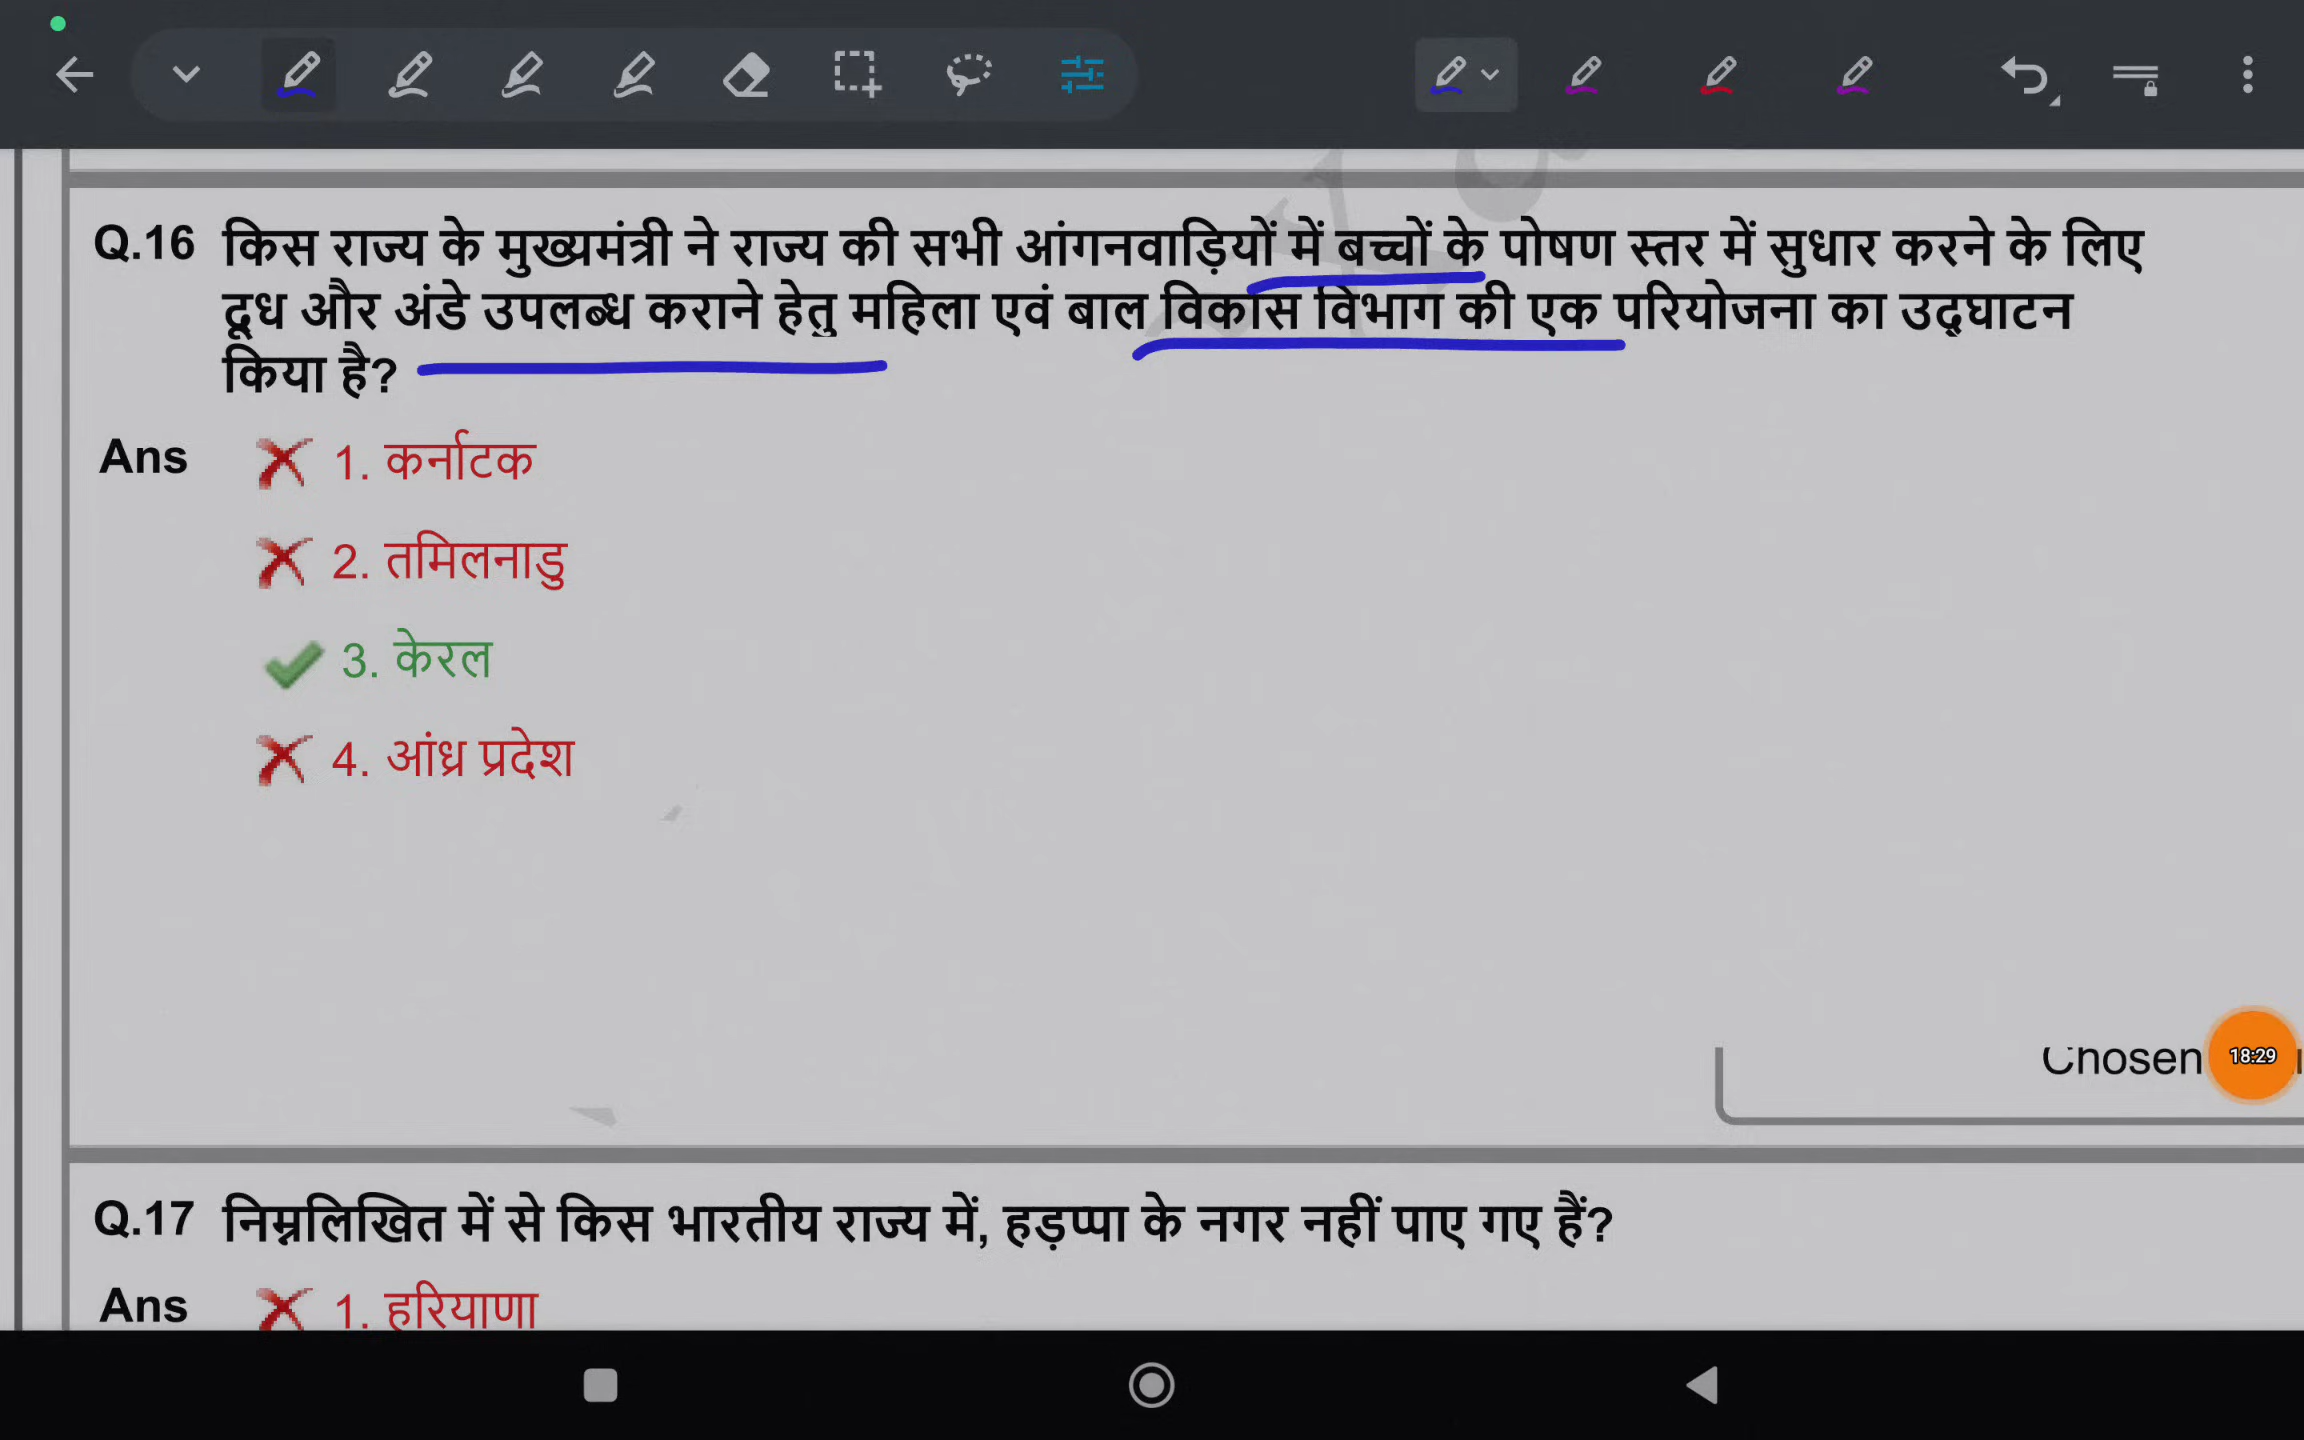 Q.16 किस राज्य के मुख्यमंत्री ने राज्य की सभी आंगनवाड़ियों में बच्चों के पोषण स्तर में सुधार करने के लिए
दूध और अंडे उपलब्ध कराने हेतु महिला एवं बाल विकास विभाग की एक परियोजना का उद्घाटन
किया है?
Ans 1. कर्नाटक
2. तमिलनाडु
3. केरल
4. आंध्र प्रदेश
Chosen
18:29
Q.17 निम्नलिखित में से किस भारतीय राज्य में, हड़प्पा के नगर नहीं पाए गए हैं?
Ans 1. हरियाणा